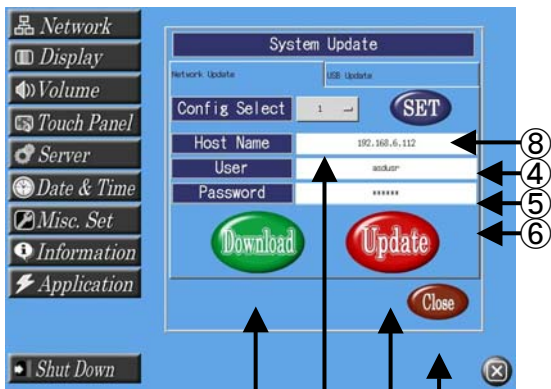 Network
Display
Volume
Touch Panel
Server
Date & Time
Misc. Set
Information
Application
Shut Down
System Update
Network Update
USB Update
Config Select
1
SET
Host Name
192.168.6.112
User
asdusr
Password
******
Download
Update
Close
⑧
④
⑤
⑥